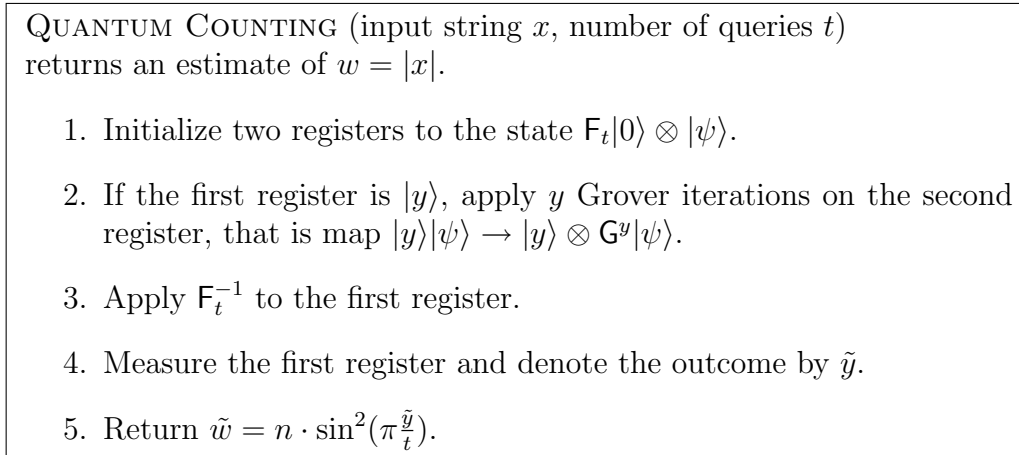 QUANTUM COUNTING (input string x, number of queries t)
returns an estimate of w = |x|.
1. Initialize two registers to the state F_t|0⟩ ⊗ |ψ⟩.
2. If the first register is |y⟩, apply y Grover iterations on the second
register, that is map |y⟩|ψ⟩ → |y⟩ ⊗ G^y|ψ⟩.
3. Apply F_t^{-1} to the first register.
4. Measure the first register and denote the outcome by ỹ.
5. Return w̃ = n · sin²(π ỹ/t).